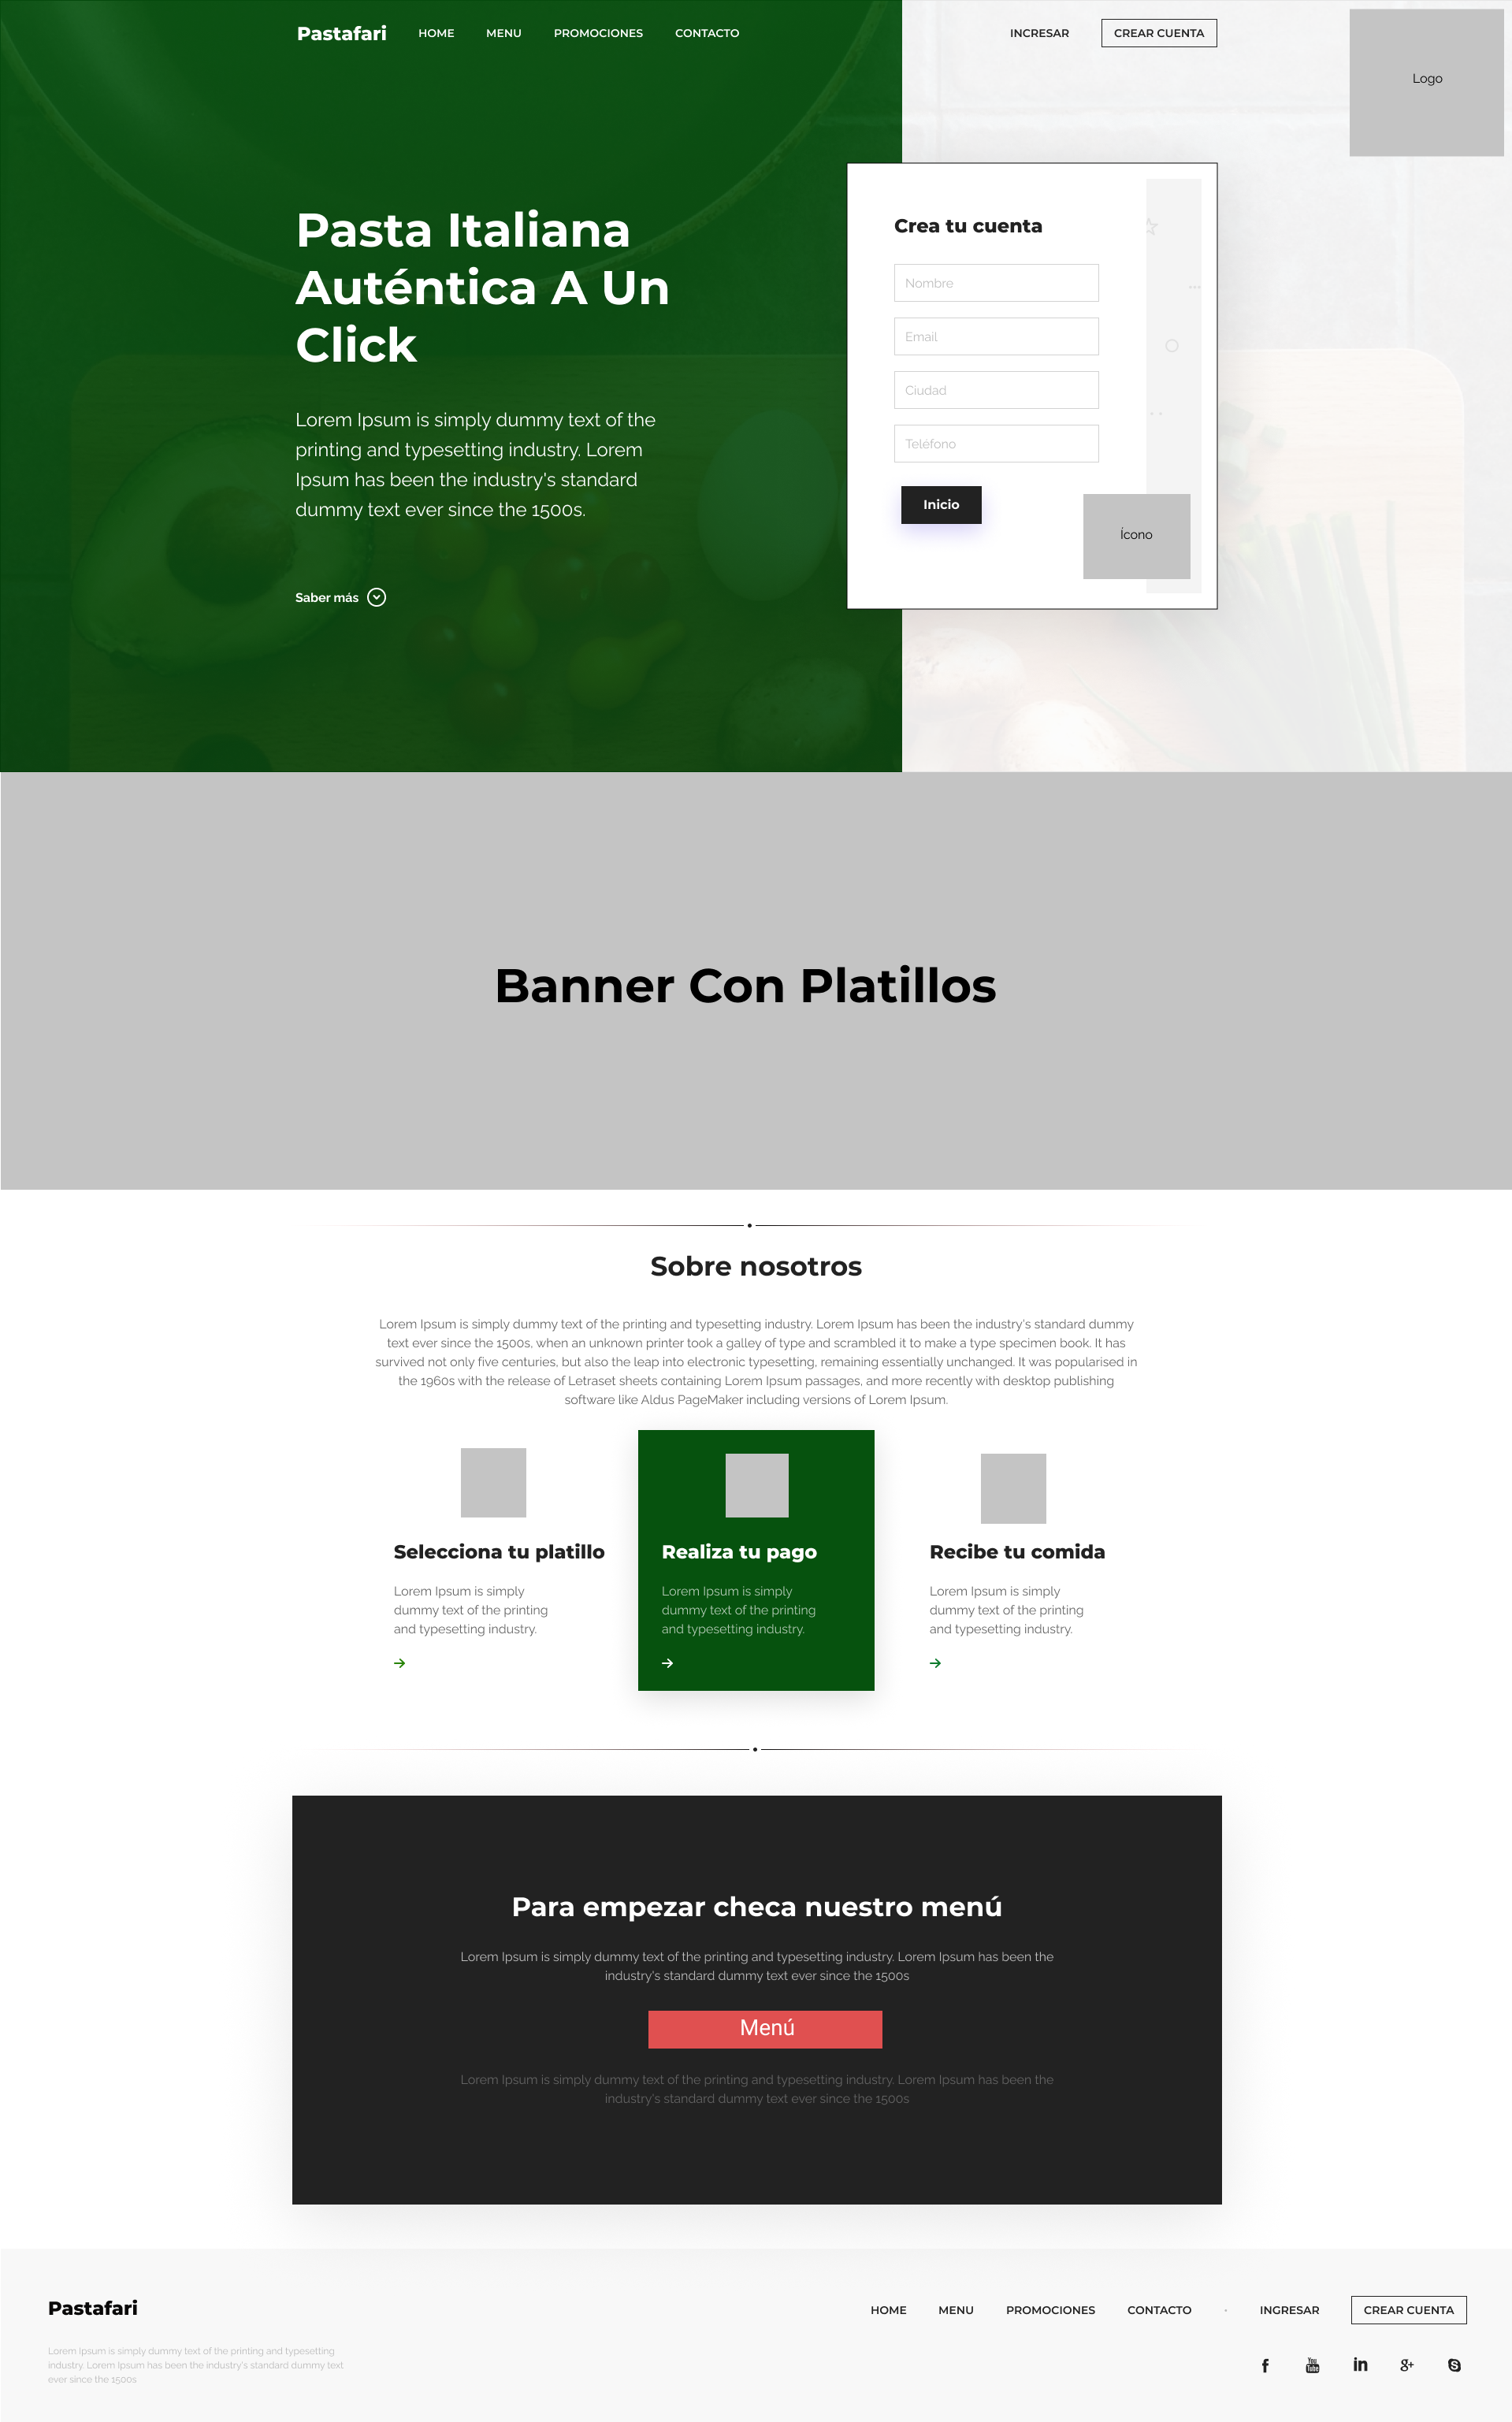 Pastafari HOME MENU PROMOCIONES CONTACTO INCRESAR CREAR CUENTA
Logo
Pasta Italiana
Auténtica A Un
Click
Lorem Ipsum is simply dummy text of the
printing and typesetting industry. Lorem
Ipsum has been the industry's standard
dummy text ever since the 1500s.
Saber más
Crea tu cuenta
Nombre
Email
Ciudad
Teléfono
Inicio
Ícono
Banner Con Platillos
Sobre nosotros
Lorem Ipsum is simply dummy text of the printing and typesetting industry. Lorem Ipsum has been the industry's standard dummy
text ever since the 1500s, when an unknown printer took a galley of type and scrambled it to make a type specimen book. It has
survived not only five centuries, but also the leap into electronic typesetting, remaining essentially unchanged. It was popularised in
the 1960s with the release of Letraset sheets containing Lorem Ipsum passages, and more recently with desktop publishing
software like Aldus PageMaker including versions of Lorem Ipsum.
Selecciona tu platillo
Lorem Ipsum is simply
dummy text of the printing
and typesetting industry.
Realiza tu pago
Lorem Ipsum is simply
dummy text of the printing
and typesetting industry.
Recibe tu comida
Lorem Ipsum is simply
dummy text of the printing
and typesetting industry.
Para empezar checa nuestro menú
Lorem Ipsum is simply dummy text of the printing and typesetting industry. Lorem Ipsum has been the
industry's standard dummy text ever since the 1500s
Menú
Lorem Ipsum is simply dummy text of the printing and typesetting industry. Lorem Ipsum has been the
industry's standard dummy text ever since the 1500s
Pastafari
Lorem Ipsum is simply dummy text of the printing and typesetting
industry. Lorem Ipsum has been the industry's standard dummy text
ever since the 1500s
HOME MENU PROMOCIONES CONTACTO · INGRESAR CREAR CUENTA
f You Tube in g+ S